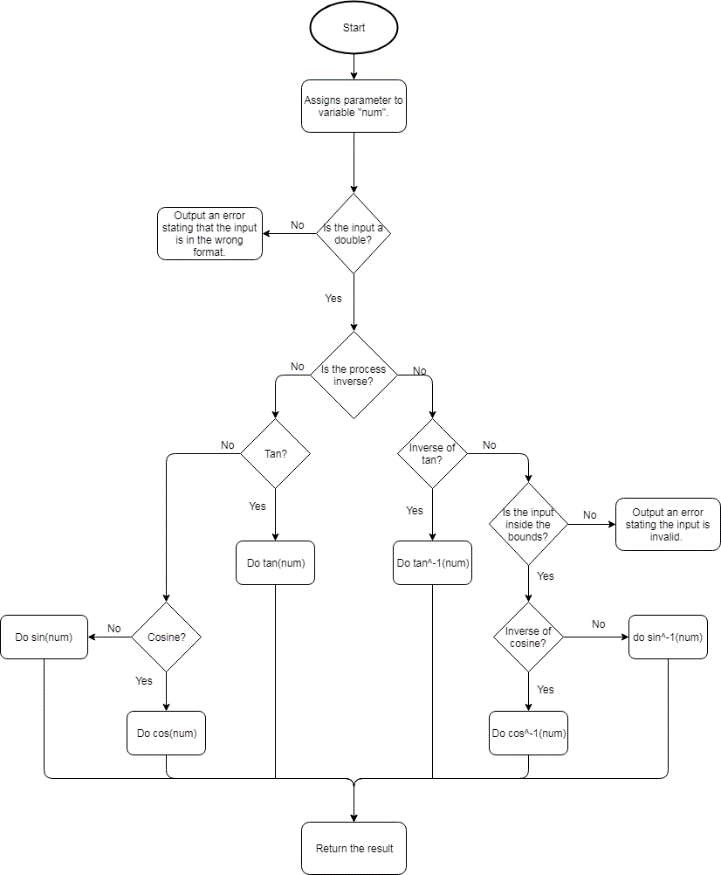 Start
Assigns parameter to
variable "num".
Output an error
stating that the input
is in the wrong
format.
No
Is the input a
double?
Yes
No
Is the process
inverse?
No
No
Tan?
Inverse of
tan?
No
Yes
Yes
Is the input
inside the
bounds?
No
Output an error
stating the input is
invalid.
Do tan(num)
Do tan^-1(num)
Yes
Do sin(num)
No
Cosine?
Inverse of
cosine?
No
do sin^-1(num)
Yes
Yes
Do cos(num)
Do cos^-1(num)
Return the result